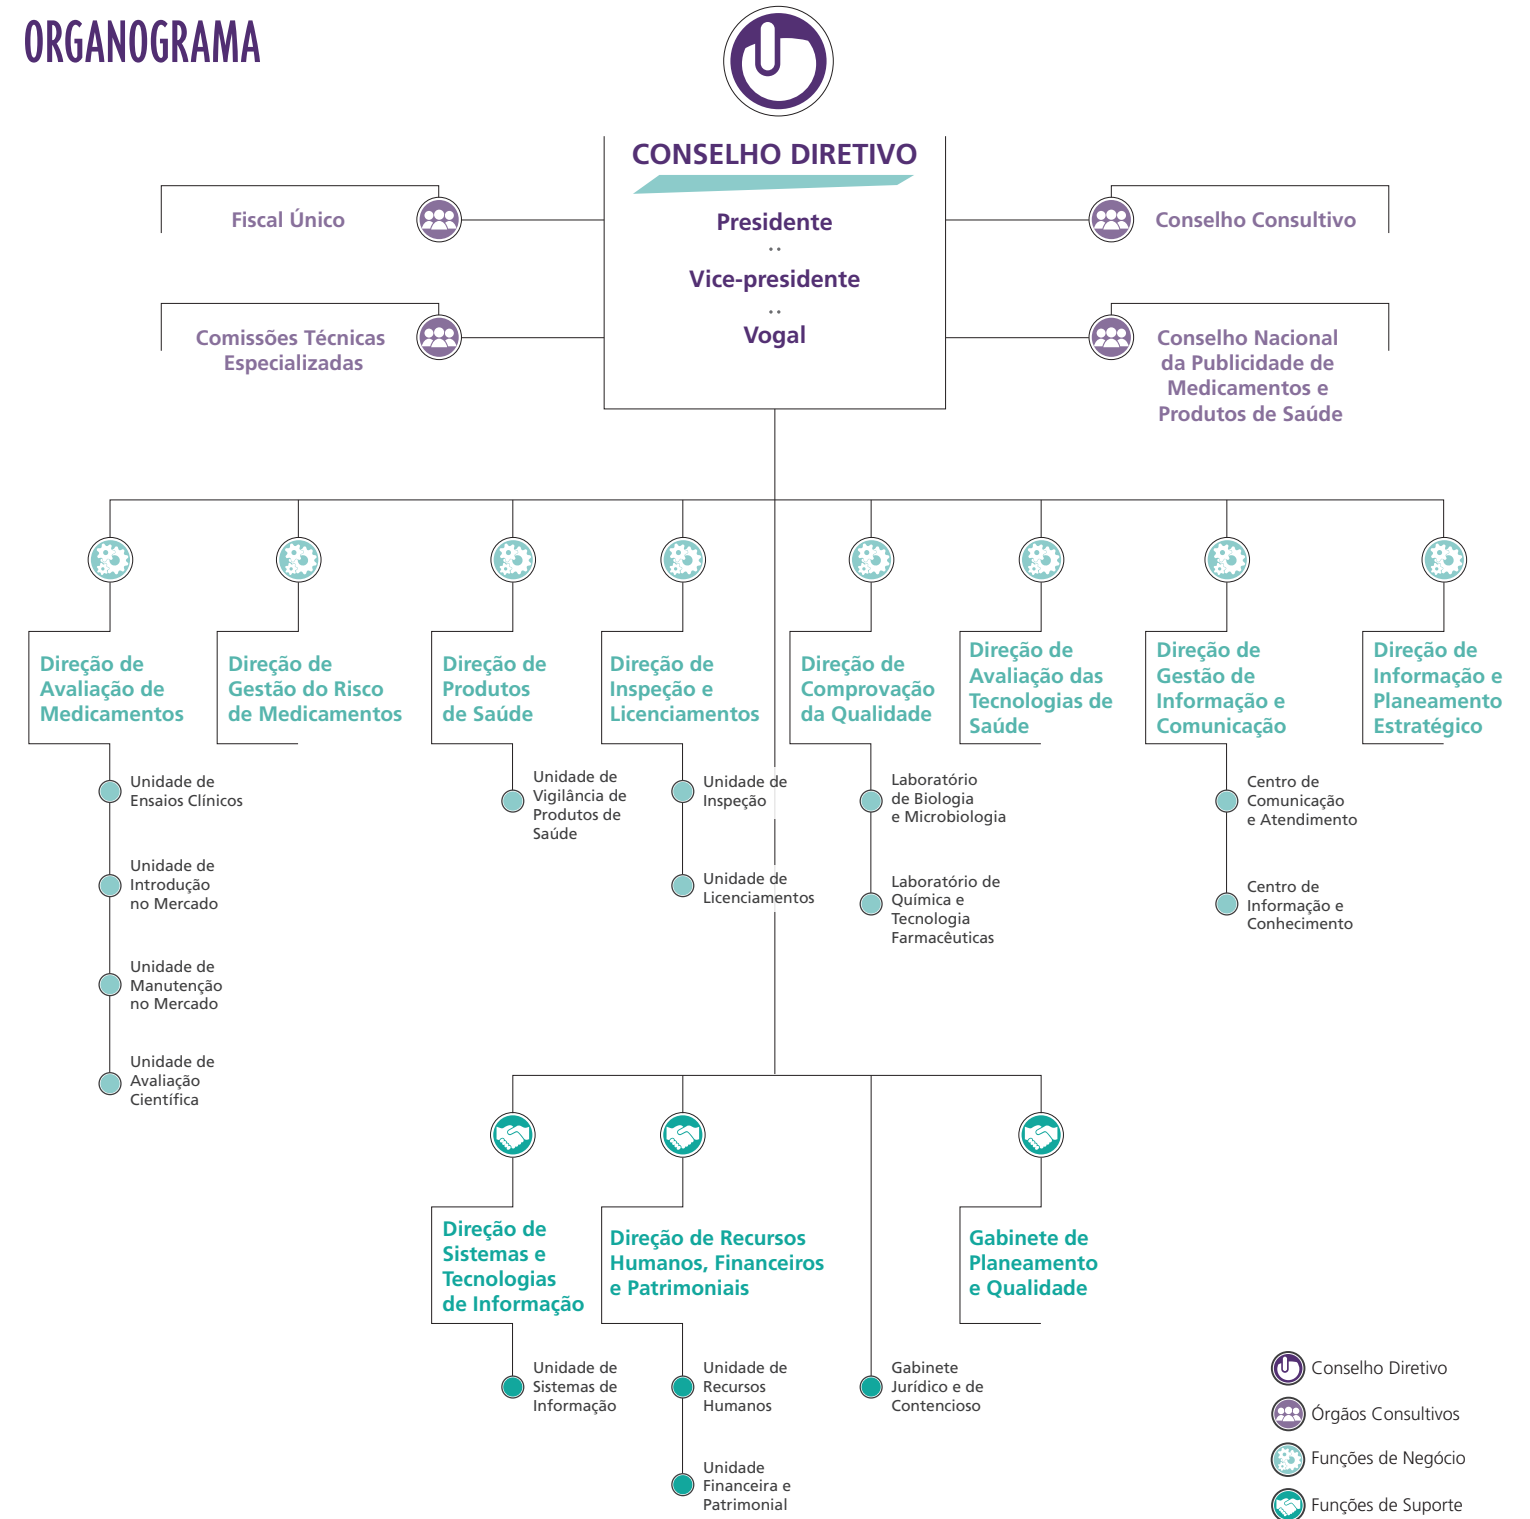 ORGANOGRAMA
CONSELHO DIRETIVO
Presidente
..
Vice-presidente
..
Vogal
Fiscal Único
Comissões Técnicas
Especializadas
Conselho Consultivo
Conselho Nacional
da Publicidade de
Medicamentos e
Produtos de Saúde
Direção de
Avaliação de
Medicamentos
Unidade de
Ensaios Clínicos
Unidade de
Introdução
no Mercado
Unidade de
Manutenção
no Mercado
Unidade de
Avaliação
Científica
Direção de
Gestão do Risco
de Medicamentos
Direção de
Produtos
de Saúde
Unidade de
Vigilância de
Produtos de
Saúde
Direção de
Inspeção e
Licenciamentos
Unidade de
Inspeção
Unidade de
Licenciamentos
Direção de
Comprovação
da Qualidade
Laboratório
de Biologia
e Microbiologia
Laboratório de
Química e
Tecnologia
Farmacêuticas
Direção de
Avaliação das
Tecnologias de
Saúde
Direção de
Gestão de
Informação e
Comunicação
Centro de
Comunicação
e Atendimento
Centro de
Informação e
Conhecimento
Direção de
Informação e
Planeamento
Estratégico
Direção de
Sistemas e
Tecnologias
de Informação
Unidade de
Sistemas de
Informação
Direção de Recursos
Humanos, Financeiros
e Patrimoniais
Unidade de
Recursos
Humanos
Unidade
Financeira e
Patrimonial
Gabinete
Jurídico e de
Contencioso
Gabinete de
Planeamento
e Qualidade
Conselho Diretivo
Órgãos Consultivos
Funções de Negócio
Funções de Suporte